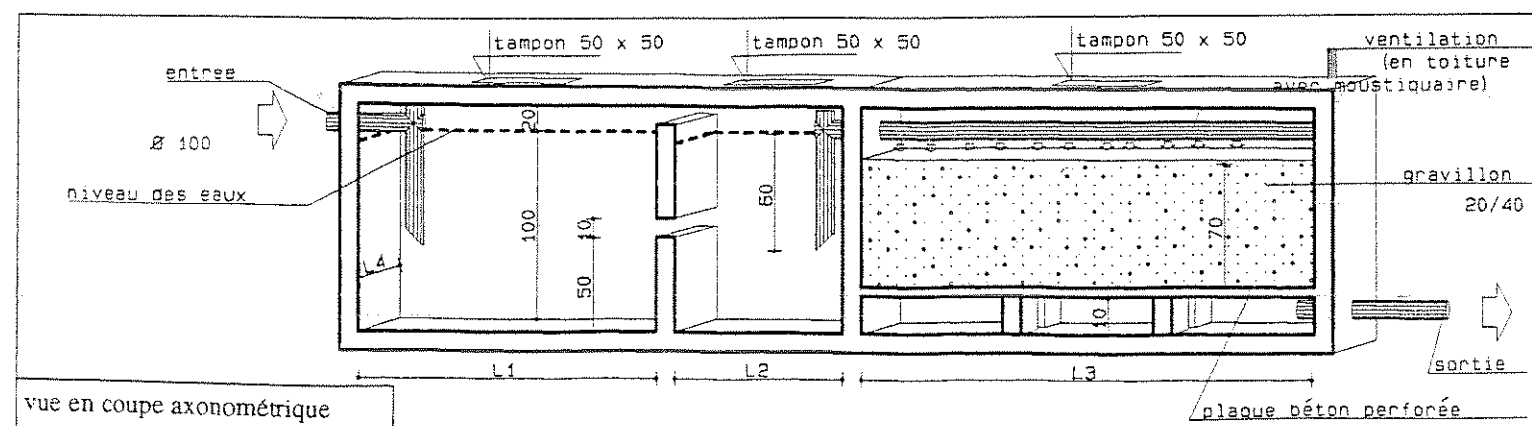 tampon 50 x 50
tampon 50 x 50
tampon 50 x 50
ventilation
(en toiture
avec moustiquaire)
entree
Ø 100
niveau des eaux
20
100
10
50
60
L4
gravillon
20/40
70
10
L1
L2
L3
sortie
plaque béton perforée
vue en coupe axonométrique